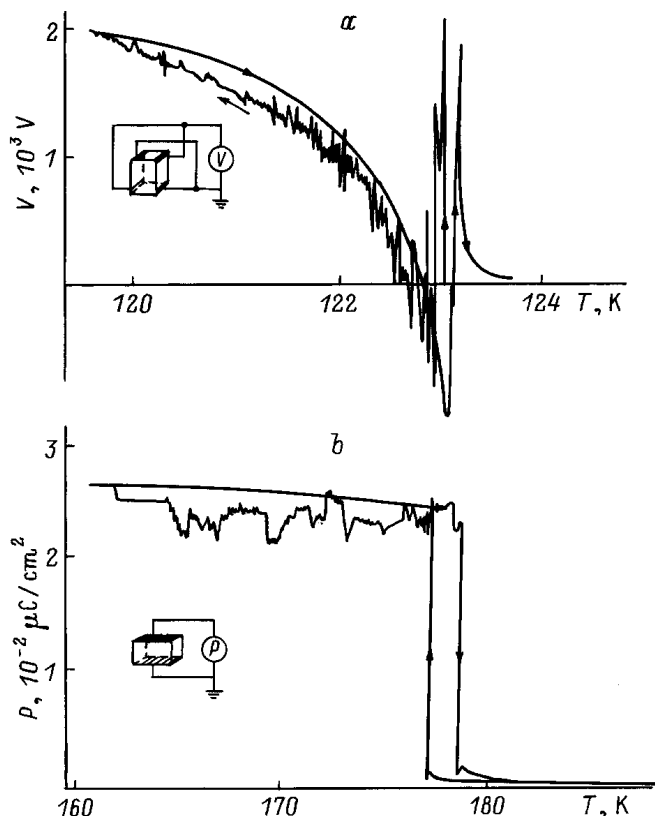 a
V, 10³ V
2
1
V
120
122
124
T, K
b
P, 10⁻² μC/cm²
3
2
1
P
160
170
180
T, K